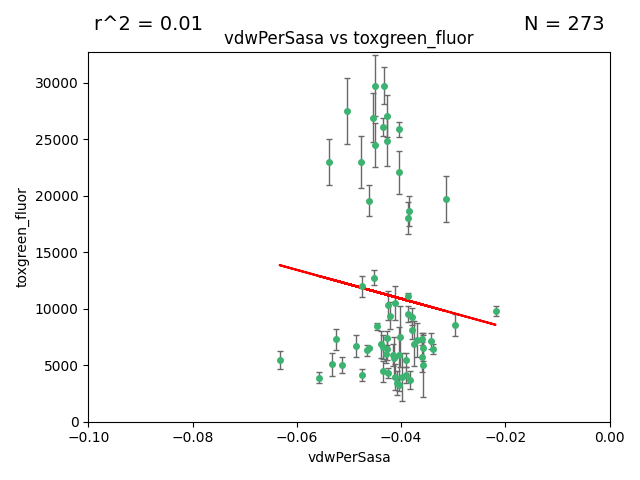 r^2 = 0.01
N = 273
vdwPerSasa vs toxgreen_fluor
30000
25000
20000
15000
10000
5000
0
toxgreen_fluor
−0.10
−0.08
−0.06
−0.04
−0.02
0.00
vdwPerSasa